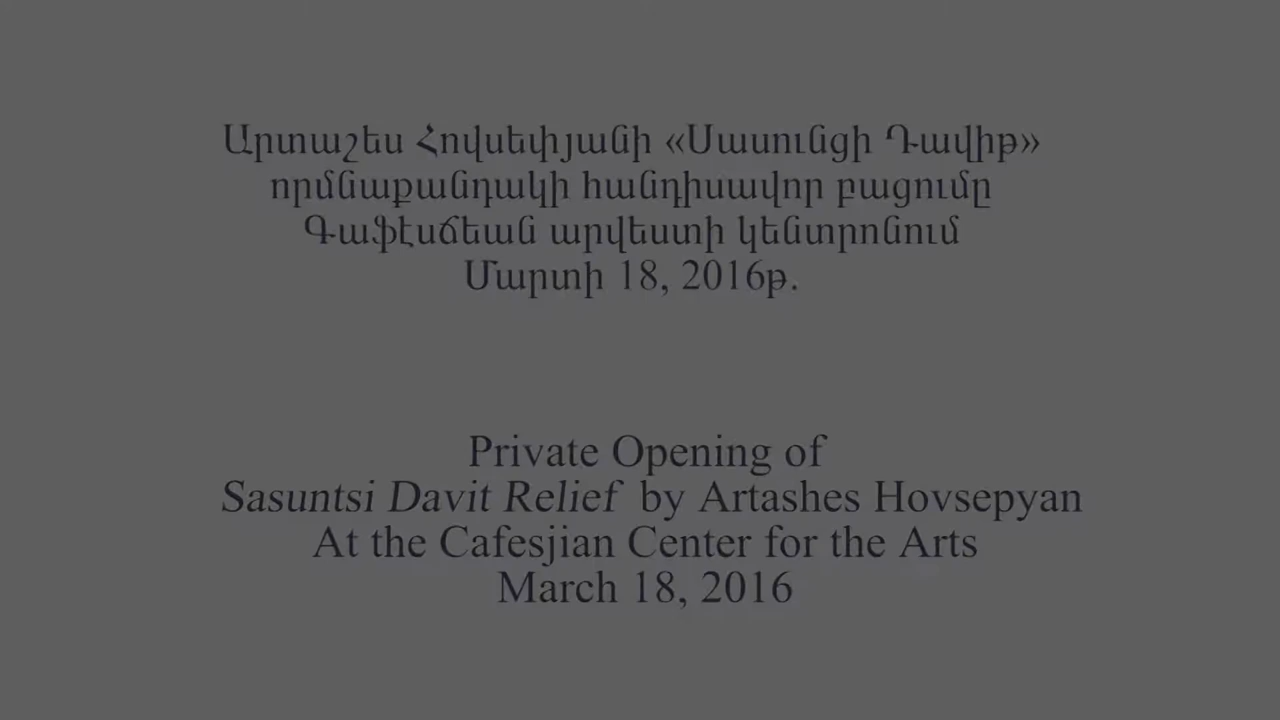 Արտաշես Հովսեփյանի «Սասունցի Դավիթ»
որմնաքանդակի հանդիսավոր բացումը
Գաֆէսճեան արվեստի կենտրոնում
Մարտի 18, 2016թ.
Private Opening of
Sasuntsi Davit Relief by Artashes Hovsepyan
At the Cafesjian Center for the Arts
March 18, 2016